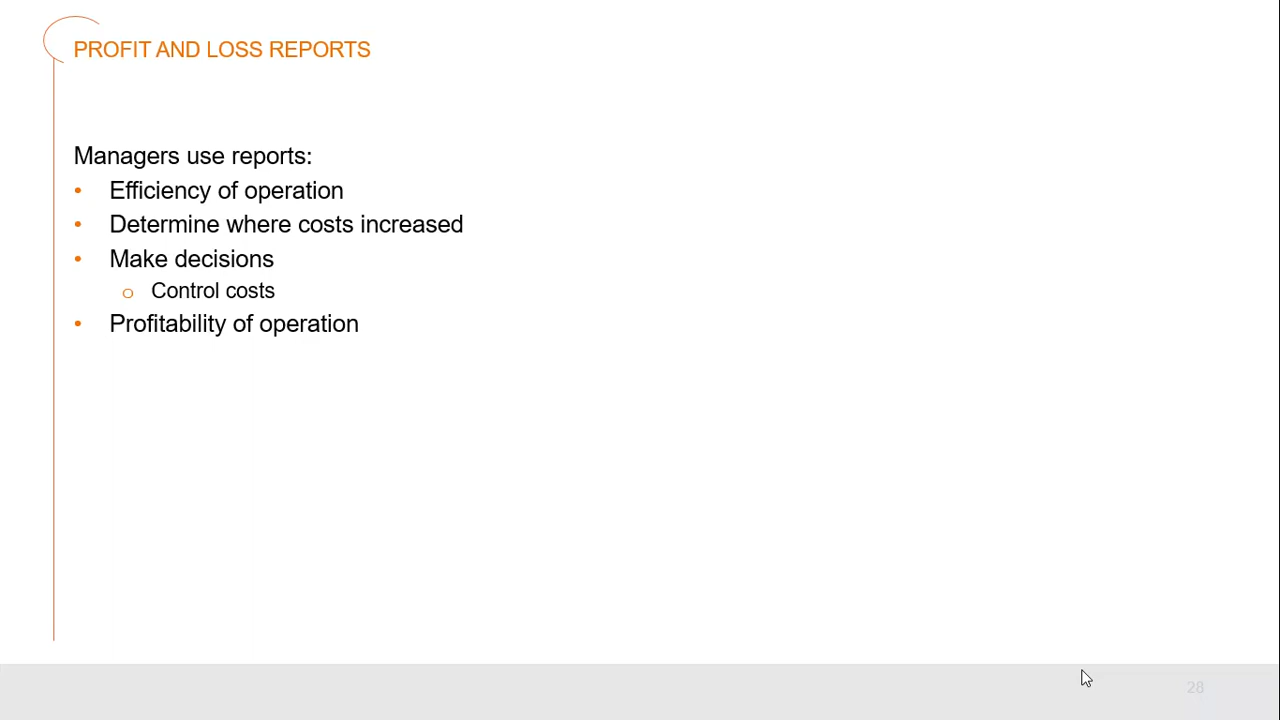 PROFIT AND LOSS REPORTS
Managers use reports:
• Efficiency of operation
• Determine where costs increased
• Make decisions
o Control costs
• Profitability of operation
28